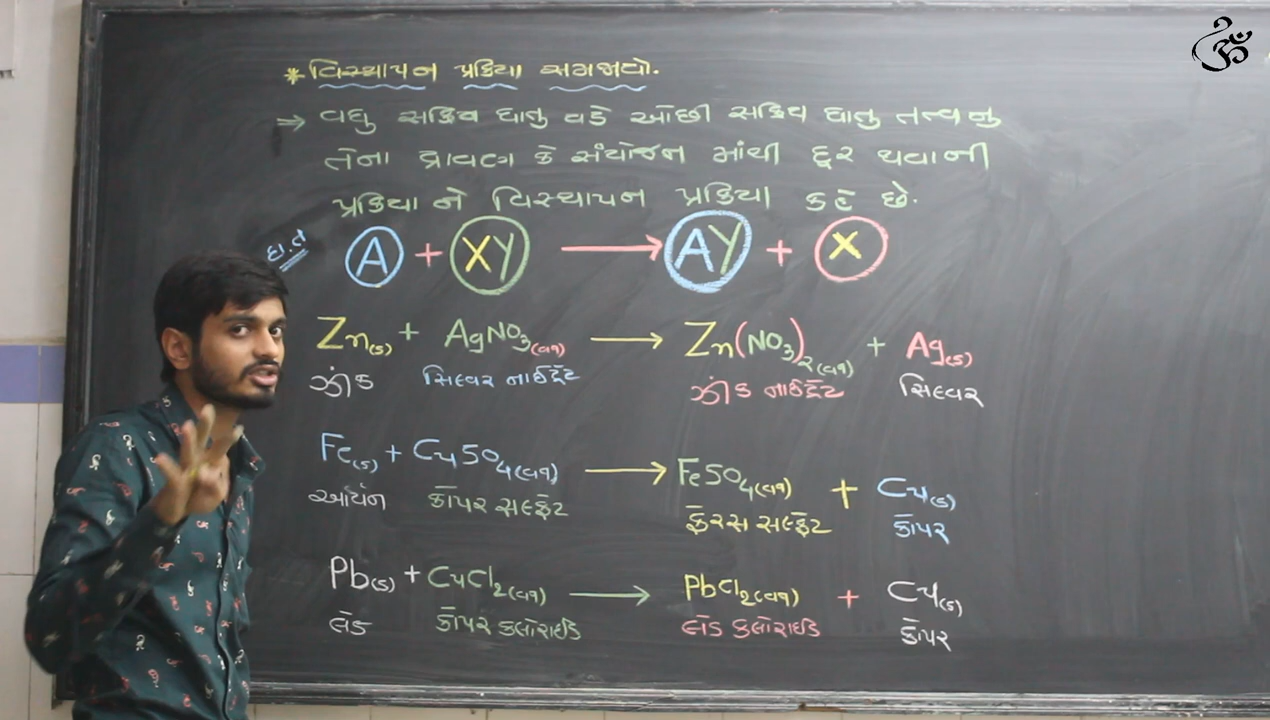 * વિસ્થાપન પ્રક્રિયા સમજાવો.
⇒ વધુ સક્રિય ધાતુ વડે ઓછી સક્રિય ધાતુ તત્વનુ
તેના દ્રાવણ કે સંયોજન માંથી દૂર થવાની
પ્રક્રિયા ને વિસ્થાપન પ્રક્રિયા કહે છે.
ધા.ત
A + XY → AY + X
Zn(s) + AgNO3(aq) → Zn(NO3)2(aq) + Ag(s)
ઝીંક સિલ્વર નાઈટ્રેટ ઝીંક નાઈટ્રેટ સિલ્વર
Fe(s) + CuSO4(aq) → FeSO4(aq) + Cu(s)
આર્યન કૉપર સલ્ફેટ ફેરસ સલ્ફેટ કૉપર
Pb(s) + CuCl2(aq) → PbCl2(aq) + Cu(s)
લેડ કૉપર ક્લોરાઈડ લેડ ક્લોરાઈડ કૉપર
ૐ